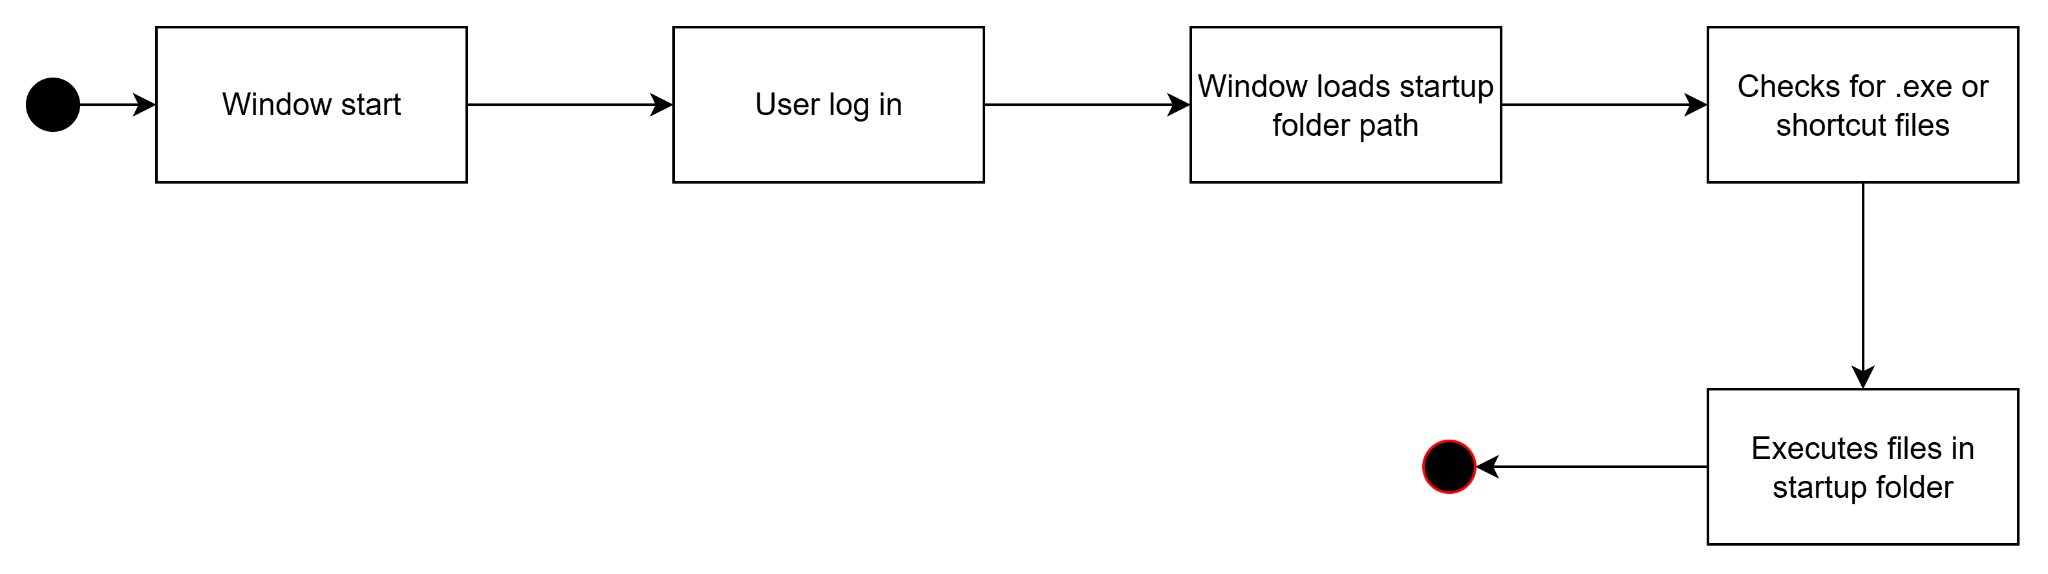 Window start
User log in
Window loads startup
folder path
Checks for .exe or
shortcut files
Executes files in
startup folder